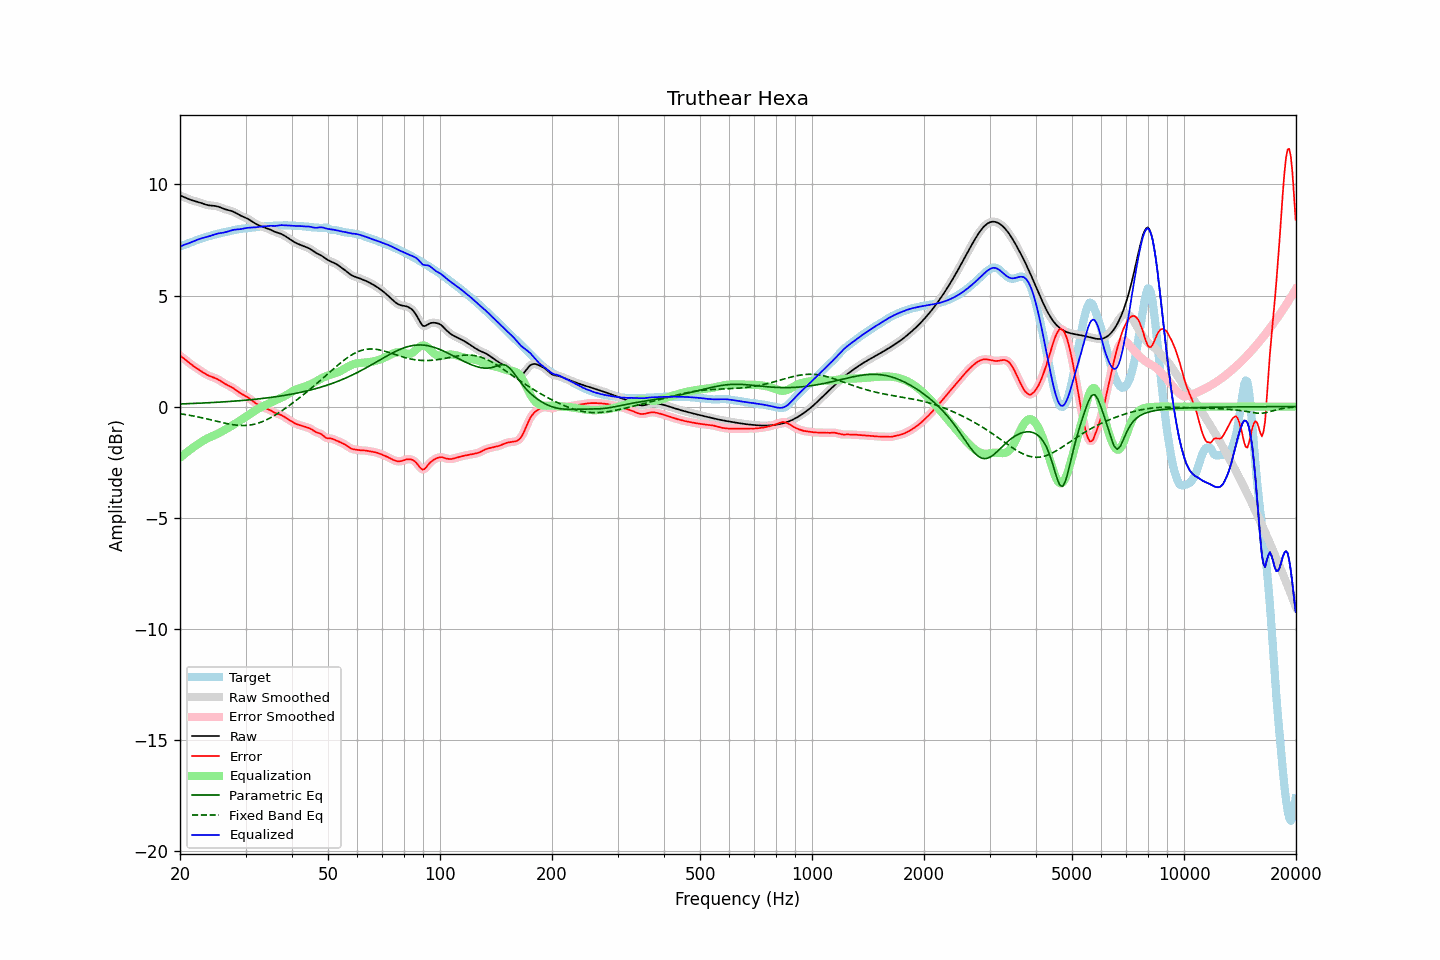 Truthear Hexa
Amplitude (dBr)
10
5
0
−5
−10
−15
−20
Target
Raw Smoothed
Error Smoothed
Raw
Error
Equalization
Parametric Eq
Fixed Band Eq
Equalized
20 50 100 200 500 1000 2000 5000 10000 20000
Frequency (Hz)